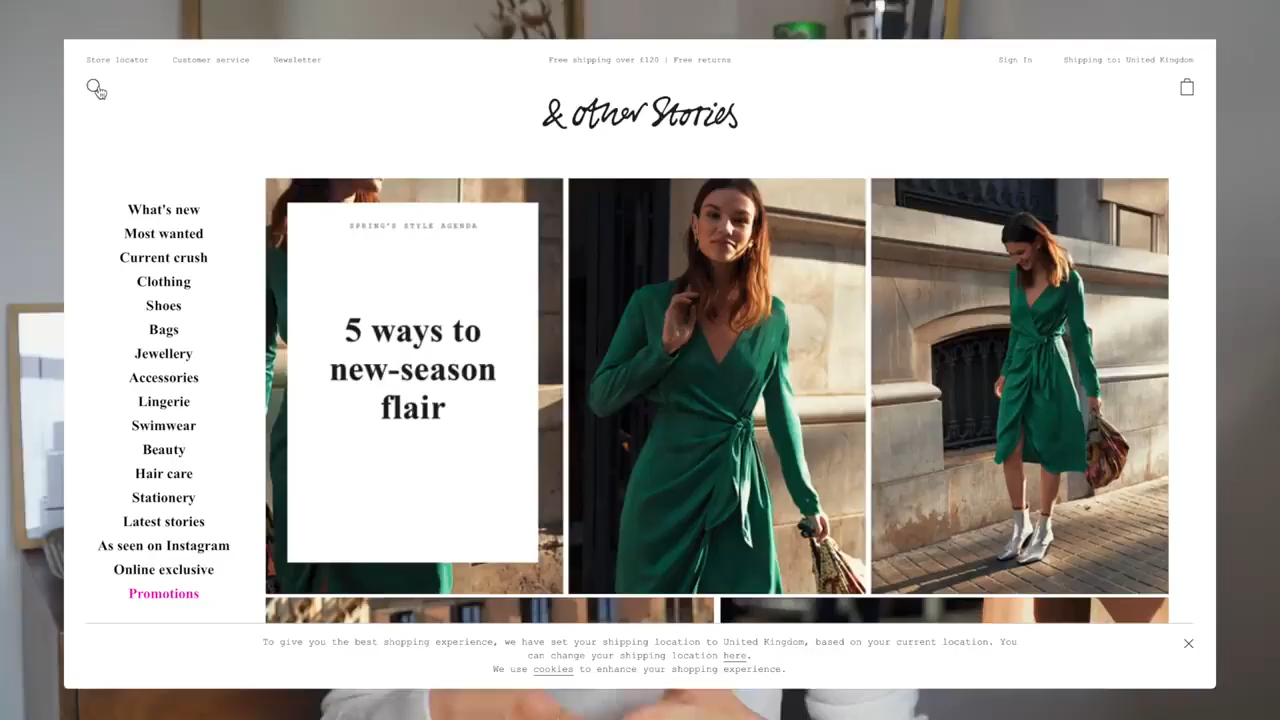 Store locator
Customer service
Newsletter
Free shipping over £120 | Free returns
Sign In
Shipping to: United Kingdom
& other Stories
What's new
Most wanted
Current crush
Clothing
Shoes
Bags
Jewellery
Accessories
Lingerie
Swimwear
Beauty
Hair care
Stationery
Latest stories
As seen on Instagram
Online exclusive
Promotions
SPRING'S STYLE AGENDA
5 ways to
new-season
flair
To give you the best shopping experience, we have set your shipping location to United Kingdom, based on your current location. You
can change your shipping location here.
We use cookies to enhance your shopping experience.